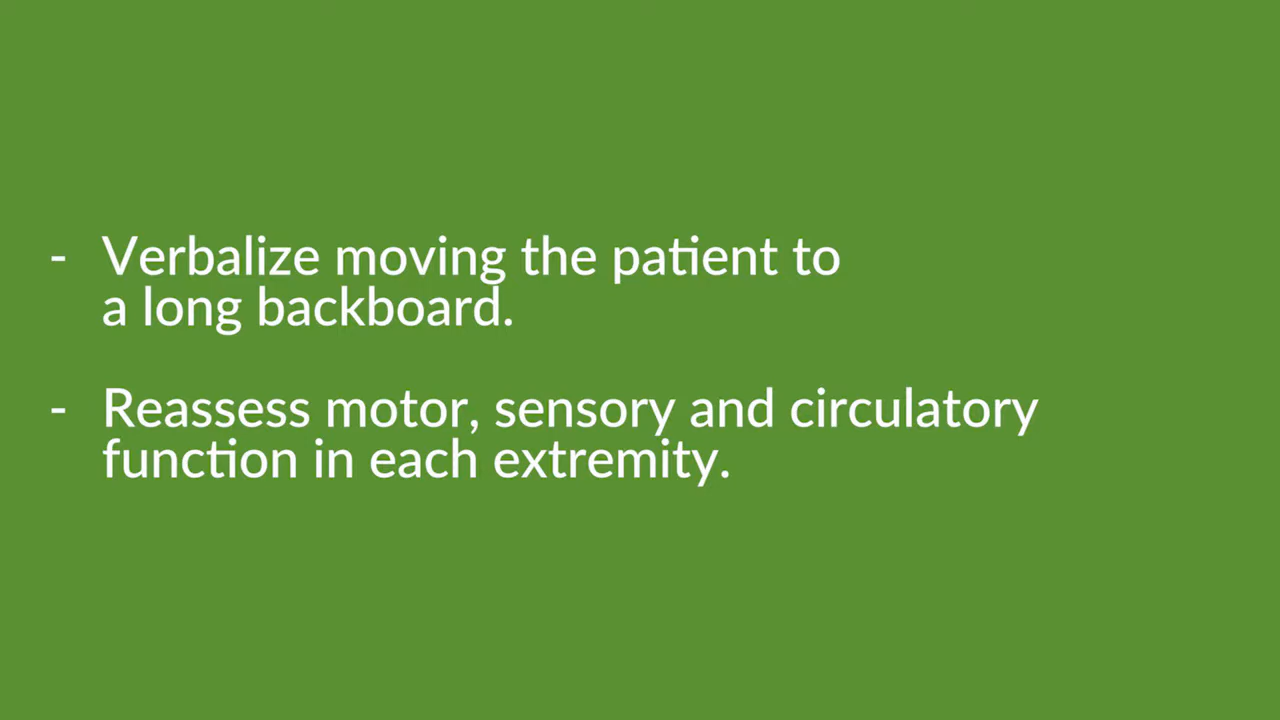 - Verbalize moving the patient to
a long backboard.
- Reassess motor, sensory and circulatory
function in each extremity.